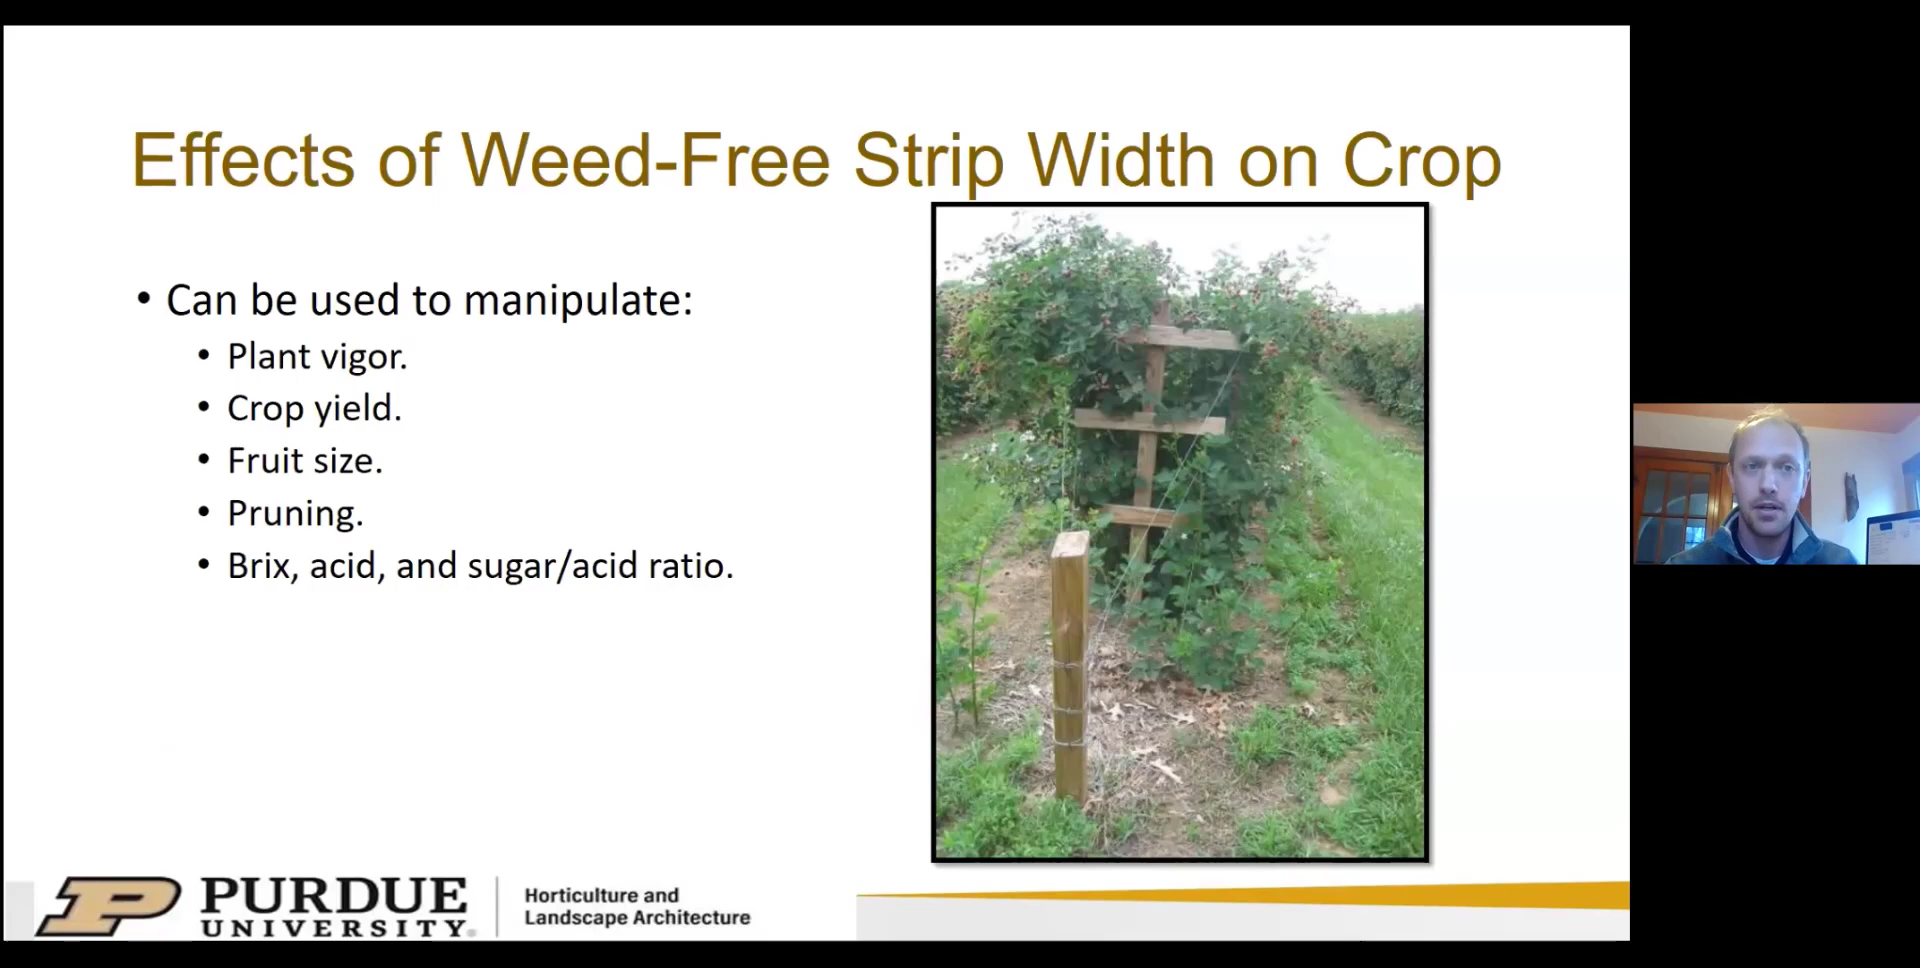 Effects of Weed-Free Strip Width on Crop
• Can be used to manipulate:
• Plant vigor.
• Crop yield.
• Fruit size.
• Pruning.
• Brix, acid, and sugar/acid ratio.
PURDUE
UNIVERSITY®
Horticulture and
Landscape Architecture